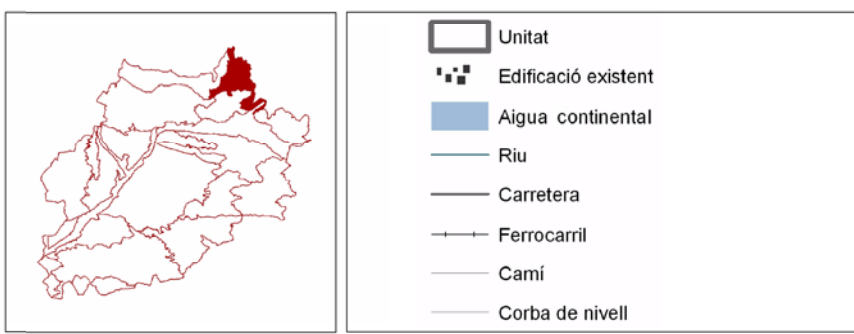 Unitat
Edificació existent
Aigua continental
Riu
Carretera
Ferrocarril
Camí
Corba de nivell